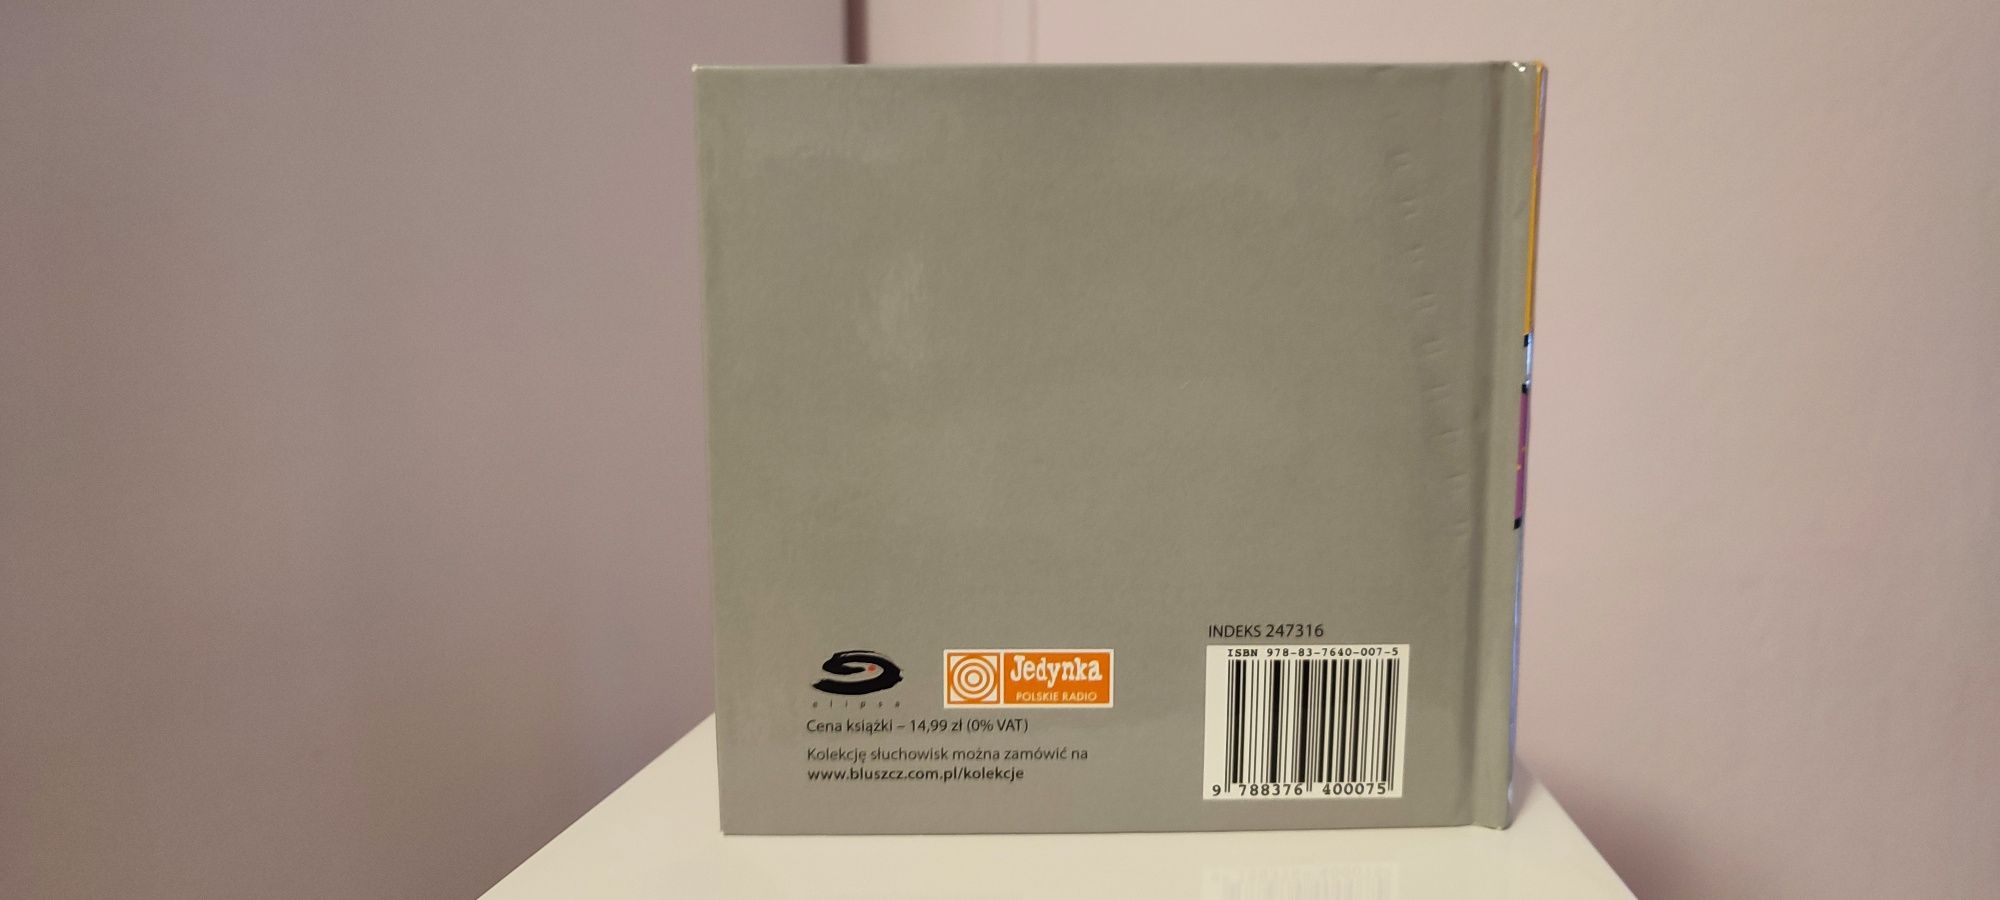 INDEKS 247316
ISBN 978-83-7640-007-5
9 788376 400075
elipsa
Jedynka
POLSKIE RADIO
Cena książki – 14,99 zł (0% VAT)
Kolekcję słuchowisk można zamówić na
www.bluszcz.com.pl/kolekcje